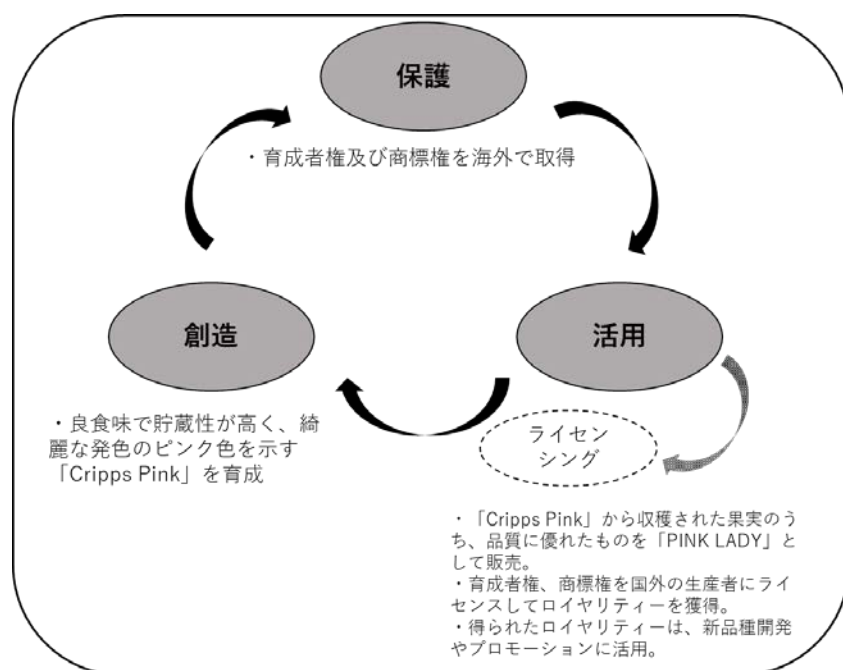 保護
・育成者権及び商標権を海外で取得
創造
活用
・良食味で貯蔵性が高く、綺
麗な発色のピンク色を示す
「Cripps Pink」を育成
ライセン
シング
・「Cripps Pink」から収穫された果実のう
ち、品質に優れたものを「PINK LADY」と
して販売。
・育成者権、商標権を国外の生産者にライ
センスしてロイヤリティーを獲得。
・得られたロイヤリティーは、新品種開発
やプロモーションに活用。